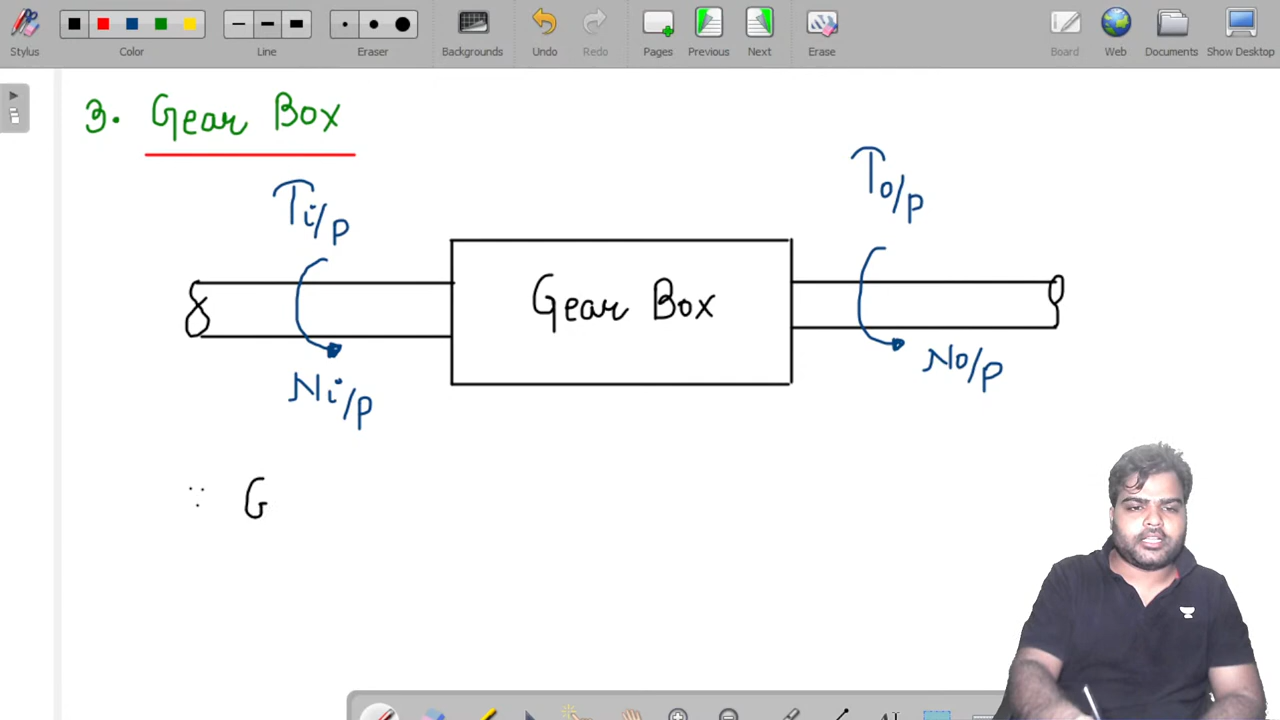 Stylus
Color
Line
Eraser
Backgrounds
Undo
Redo
Pages
Previous
Next
Erase
Board
Web
Documents
Show Desktop
3. Gear Box
Ti/p
To/p
Gear Box
Ni/p
No/p
∵ G